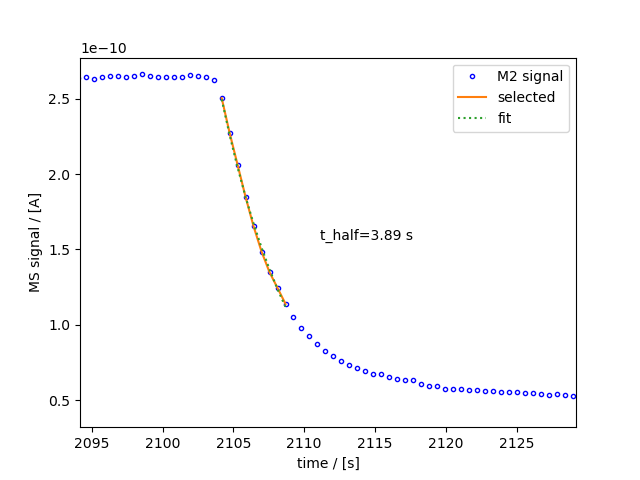 1e−10
M2 signal
selected
fit
2.5
2.0
1.5
1.0
0.5
MS signal / [A]
t_half=3.89 s
2095 2100 2105 2110 2115 2120 2125
time / [s]